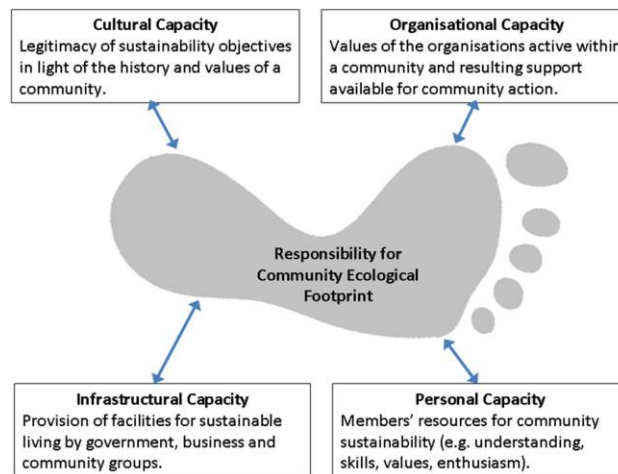 Cultural Capacity
Legitimacy of sustainability objectives
in light of the history and values of a
community.
Organisational Capacity
Values of the organisations active within
a community and resulting support
available for community action.
Responsibility for
Community Ecological
Footprint
Infrastructural Capacity
Provision of facilities for sustainable
living by government, business and
community groups.
Personal Capacity
Members’ resources for community
sustainability (e.g. understanding,
skills, values, enthusiasm).